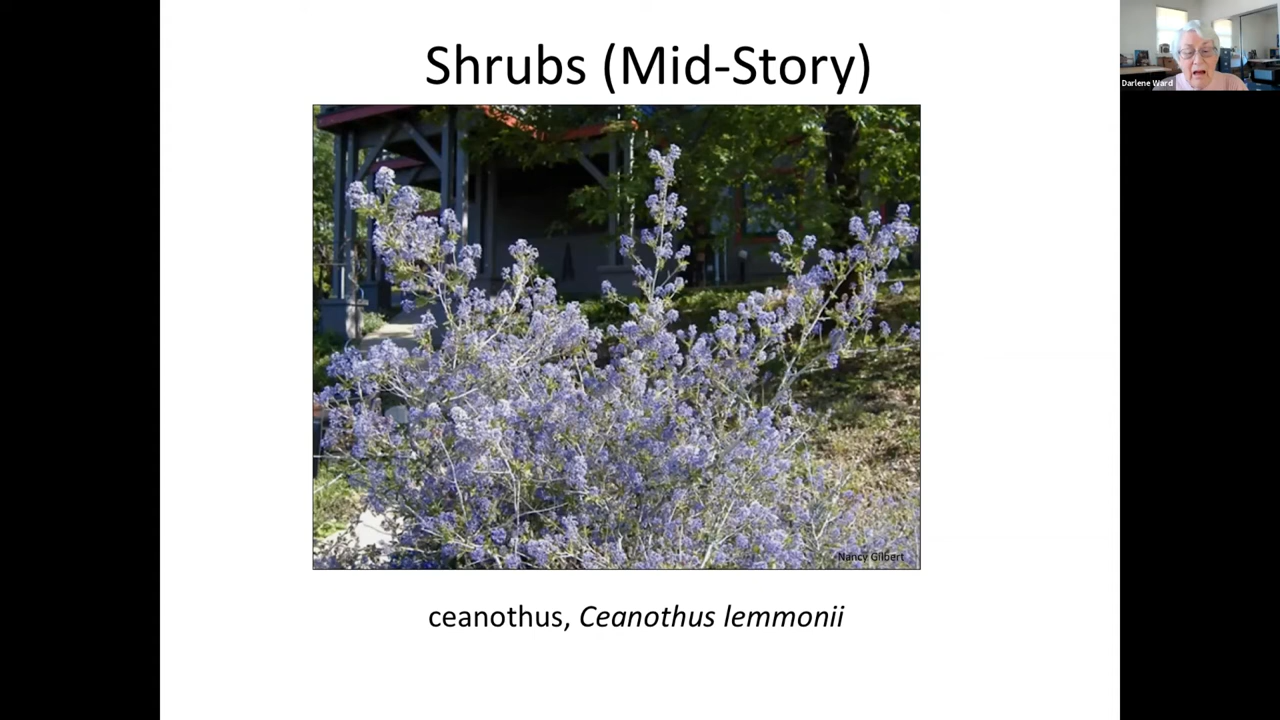 Shrubs (Mid-Story)
Darlene Ward
Nancy Gilbert
ceanothus, Ceanothus lemmonii